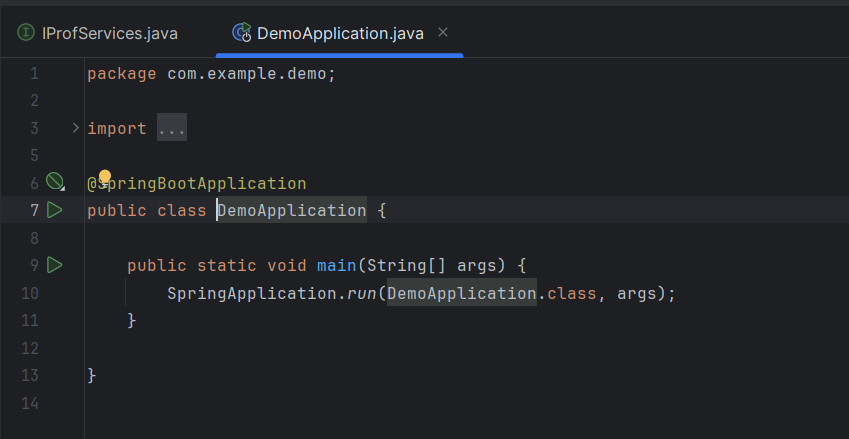 IProfServices.java
DemoApplication.java
1 package com.example.demo;
2
3 import ...
5
6 @SpringBootApplication
7 public class DemoApplication {
8
9 public static void main(String[] args) {
10 SpringApplication.run(DemoApplication.class, args);
11 }
12
13 }
14